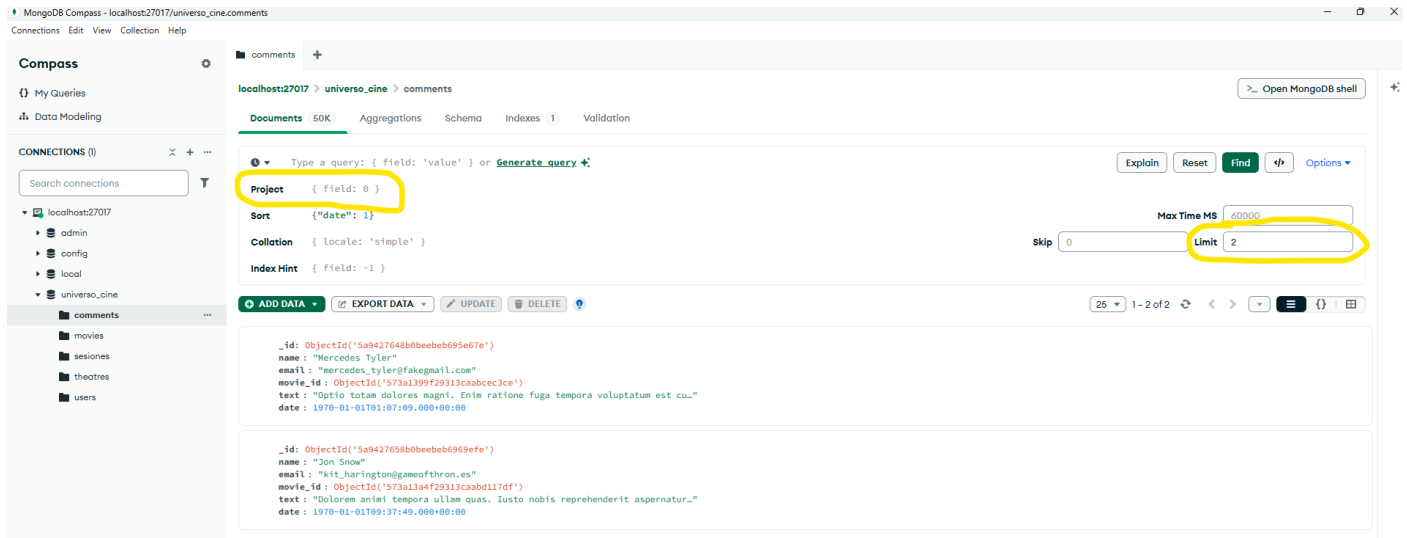 MongoDB Compass - localhost:27017/universo_cine.comments
Connections Edit View Collection Help
Compass
comments
{} My Queries
Data Modeling
CONNECTIONS (1)
Search connections
localhost:27017
admin
config
local
universo_cine
comments
movies
sesiones
theatres
users
localhost:27017 > universo_cine > comments
>_ Open MongoDB shell
Documents 50K Aggregations Schema Indexes 1 Validation
Type a query: { field: 'value' } or Generate query
Explain Reset Find </> Options
Project { field: 0 }
Sort {"date": 1}
Max Time MS 60000
Collation { locale: 'simple' }
Skip 0 Limit 2
Index Hint { field: -1 }
ADD DATA EXPORT DATA UPDATE DELETE
25 1 – 2 of 2 {}
_id: ObjectId('5a9427648b0beebeb695e67e')
name : "Mercedes Tyler"
email : "mercedes_tyler@fakegmail.com"
movie_id : ObjectId('573a1399f29313caabcec3ce')
text : "Optio totam dolores magni. Enim ratione fuga tempora voluptatum est cu…"
date : 1970-01-01T01:07:09.000+00:00
_id: ObjectId('5a9427658b0beebeb6969efe')
name : "Jon Snow"
email : "kit_harington@gameofthron.es"
movie_id : ObjectId('573a13a4f29313caabd117df')
text : "Dolorem animi tempora ullam quas. Iusto nobis reprehenderit aspernatur…"
date : 1970-01-01T09:37:49.000+00:00